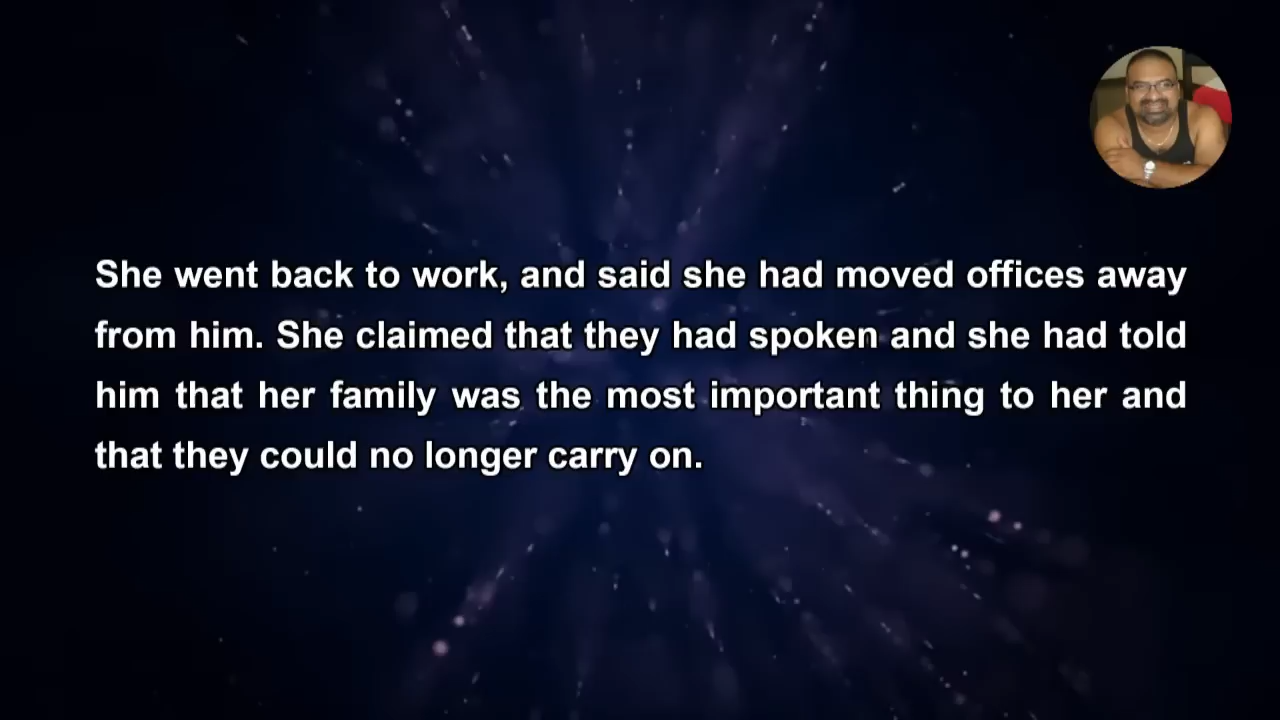 She went back to work, and said she had moved offices away
from him. She claimed that they had spoken and she had told
him that her family was the most important thing to her and
that they could no longer carry on.